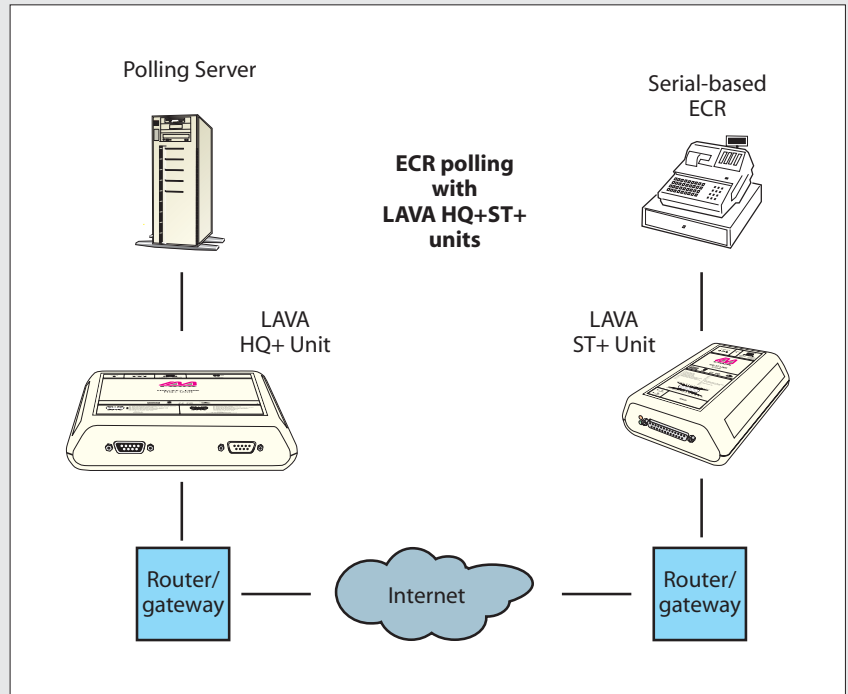 Polling Server
Serial-based
ECR
ECR polling
with
LAVA HQ+ST+
units
LAVA
HQ+ Unit
LAVA
ST+ Unit
Router/
gateway
Internet
Router/
gateway